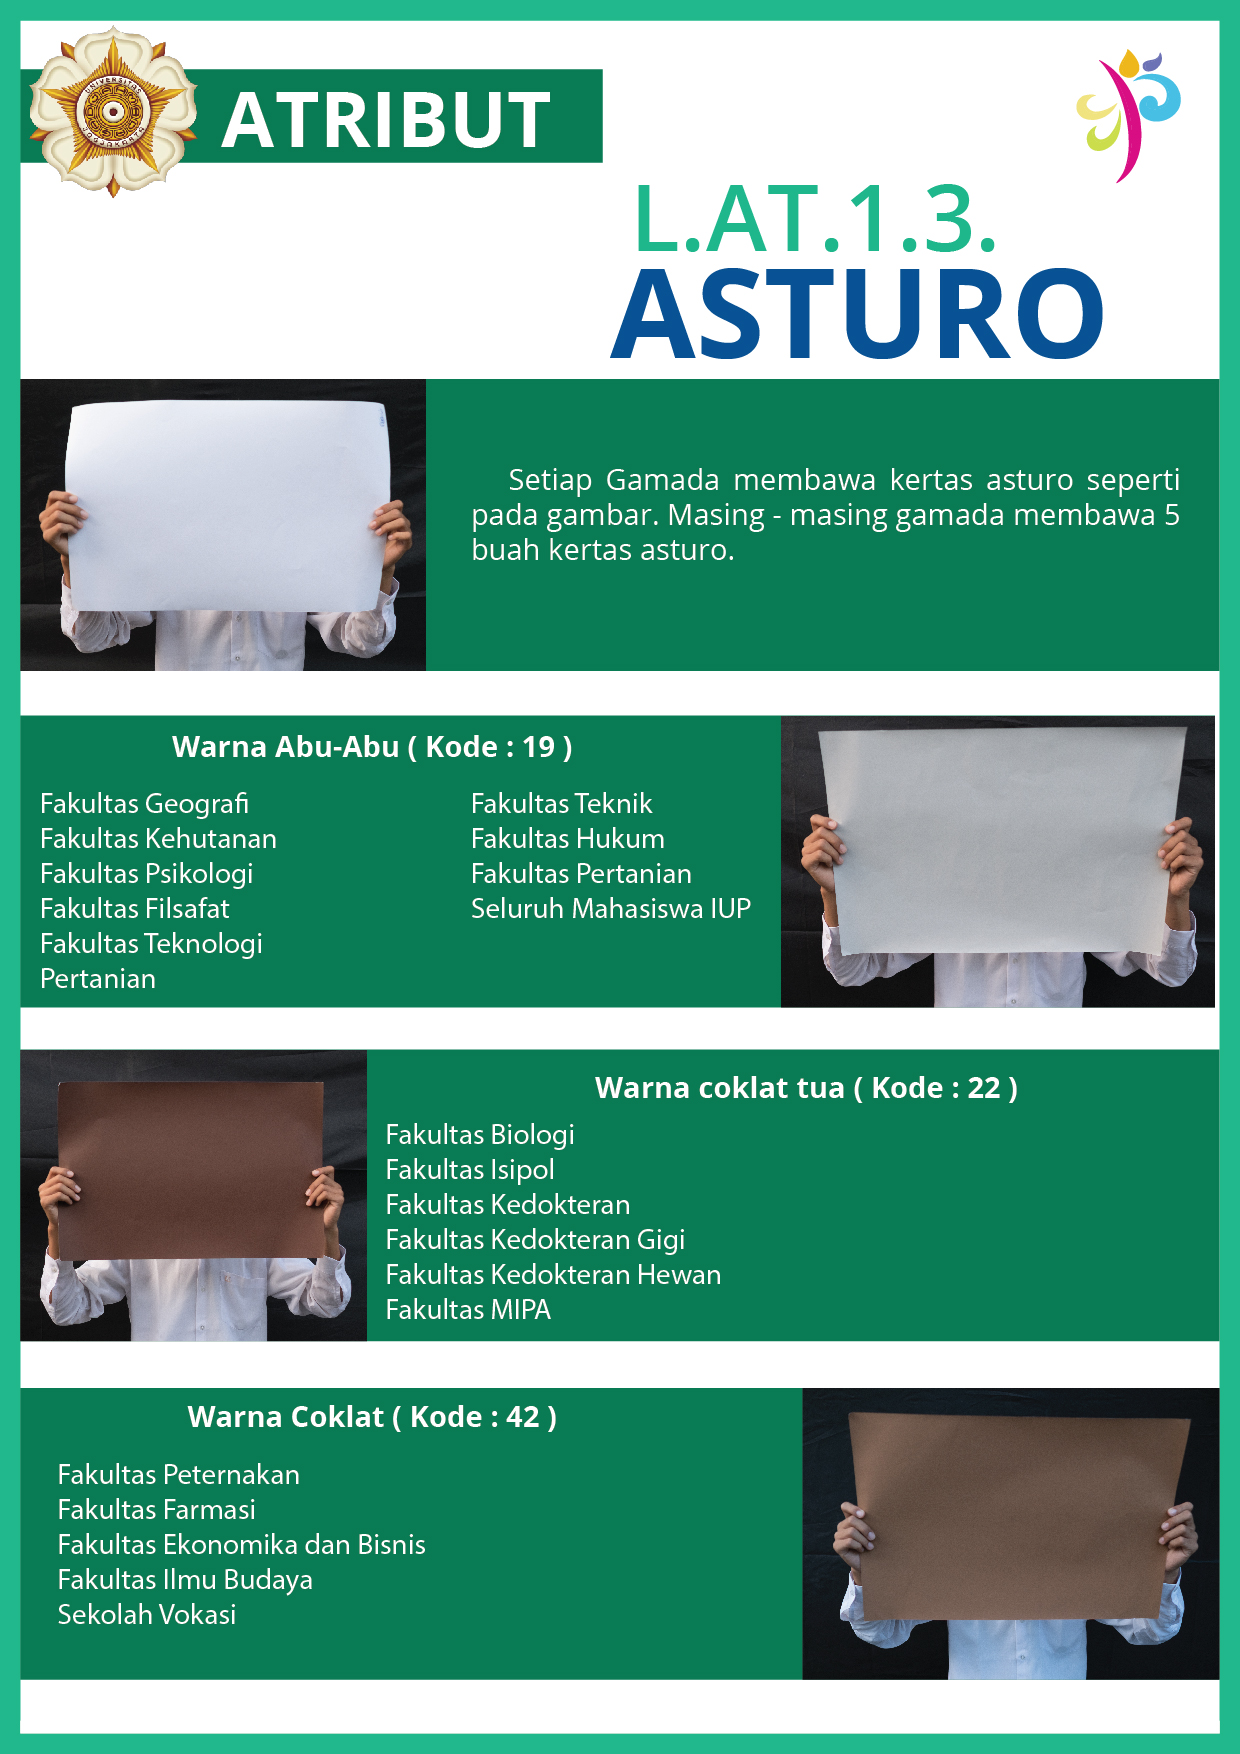 UNIVERSITAS
YOGYAKARTA
ATRIBUT
L.AT.1.3.
ASTURO
Setiap Gamada membawa kertas asturo seperti
pada gambar. Masing - masing gamada membawa 5
buah kertas asturo.
Warna Abu-Abu ( Kode : 19 )
Fakultas Geografi
Fakultas Kehutanan
Fakultas Psikologi
Fakultas Filsafat
Fakultas Teknologi
Pertanian
Fakultas Teknik
Fakultas Hukum
Fakultas Pertanian
Seluruh Mahasiswa IUP
Warna coklat tua ( Kode : 22 )
Fakultas Biologi
Fakultas Isipol
Fakultas Kedokteran
Fakultas Kedokteran Gigi
Fakultas Kedokteran Hewan
Fakultas MIPA
Warna Coklat ( Kode : 42 )
Fakultas Peternakan
Fakultas Farmasi
Fakultas Ekonomika dan Bisnis
Fakultas Ilmu Budaya
Sekolah Vokasi